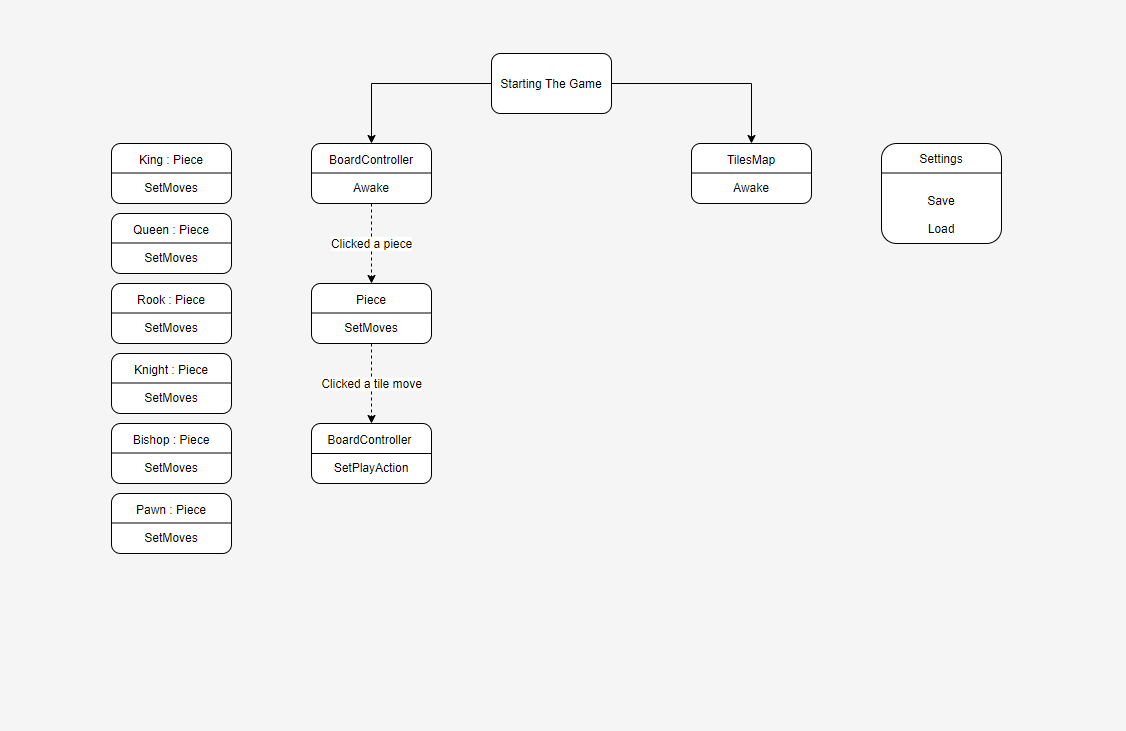 Starting The Game
King : Piece
SetMoves
Queen : Piece
SetMoves
Rook : Piece
SetMoves
Knight : Piece
SetMoves
Bishop : Piece
SetMoves
Pawn : Piece
SetMoves
BoardController
Awake
Clicked a piece
Piece
SetMoves
Clicked a tile move
BoardController
SetPlayAction
TilesMap
Awake
Settings
Save
Load